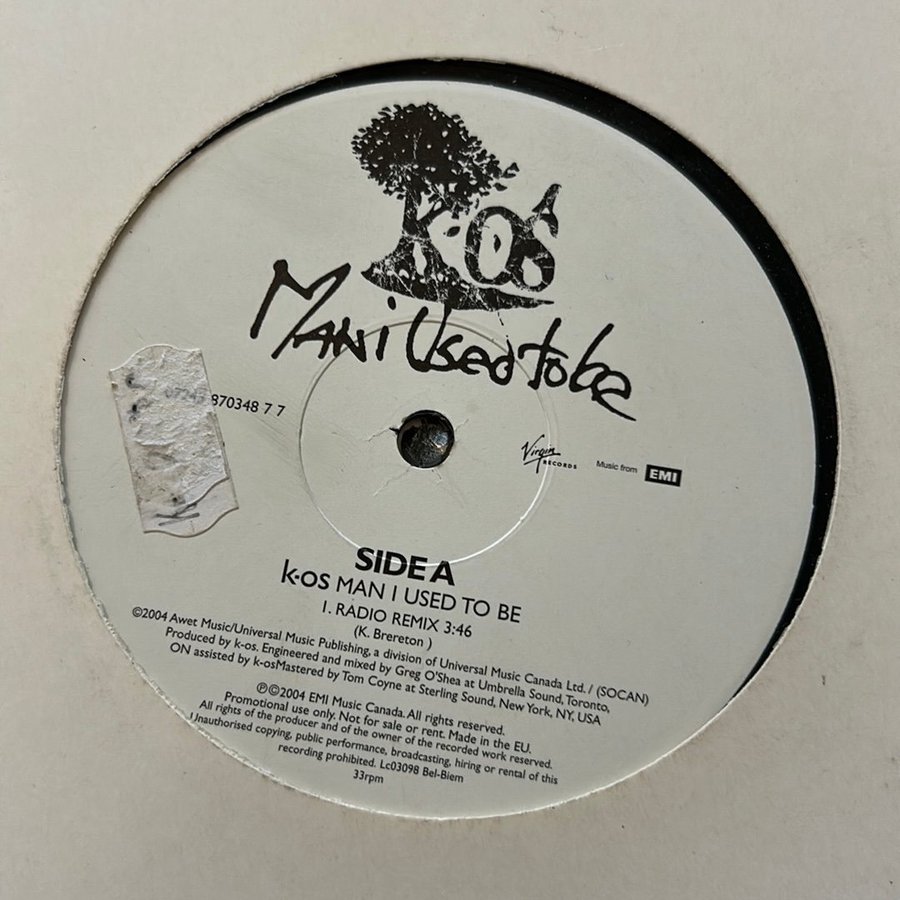 k-os
Man i Used to be
870348 7 7
Virgin
RECORDS
Music from EMI
SIDE A
k-os MAN I USED TO BE
1. RADIO REMIX 3:46
(K. Brereton )
©2004 Awet Music/Universal Music Publishing, a division of Universal Music Canada Ltd. / (SOCAN)
Produced by k-os. Engineered and mixed by Greg O'Shea at Umbrella Sound, Toronto,
ON assisted by k-osMastered by Tom Coyne at Sterling Sound, New York, NY, USA
℗©2004 EMI Music Canada. All rights reserved.
Promotional use only. Not for sale or rent. Made in the EU.
All rights of the producer and of the owner of the recorded work reserved.
Unauthorised copying, public performance, broadcasting, hiring or rental of this
recording prohibited. Lc03098 Bel-Biem
33rpm